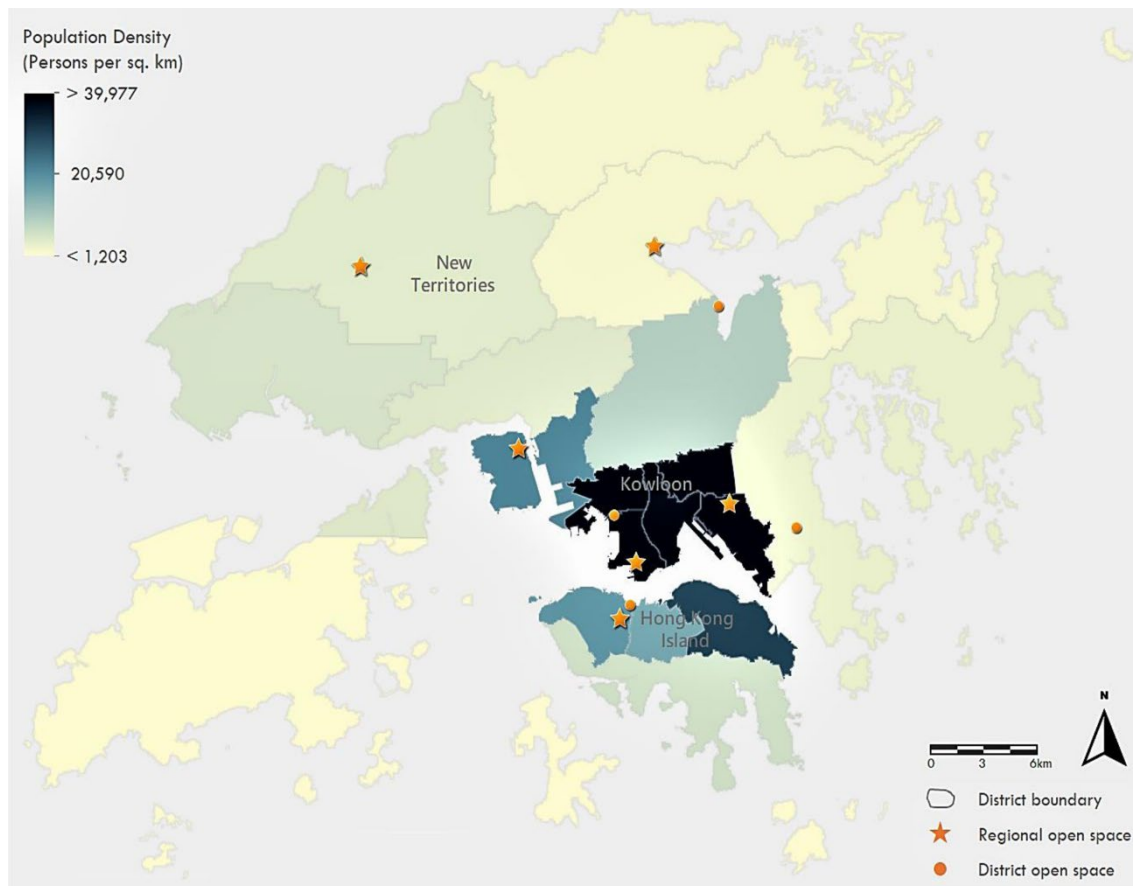 Population Density
(Persons per sq. km)
> 39,977
20,590
< 1,203
New
Territories
Kowloon
Hong Kong
Island
N
0 3 6km
District boundary
Regional open space
District open space